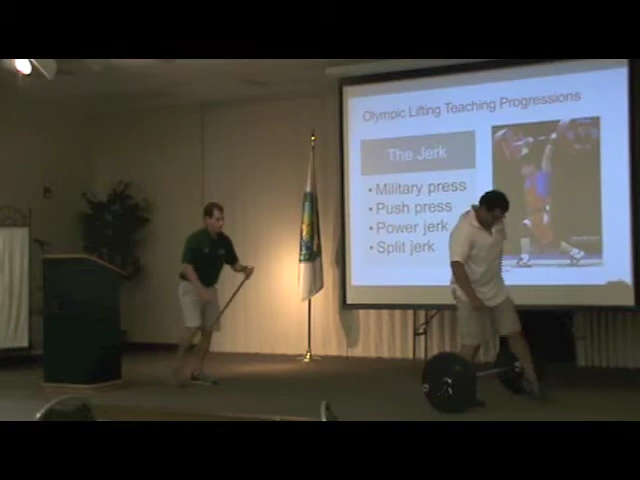 Olympic Lifting Teaching Progressions
The Jerk
• Military press
• Push press
• Power jerk
• Split jerk